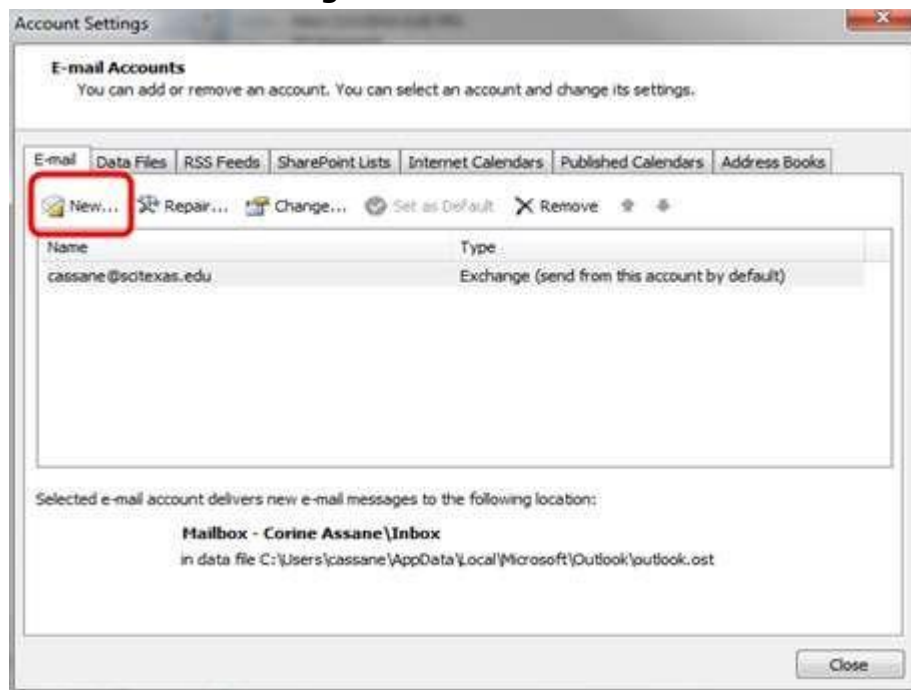 Account Settings
E-mail Accounts
You can add or remove an account. You can select an account and change its settings.
E-mail Data Files RSS Feeds SharePoint Lists Internet Calendars Published Calendars Address Books
New... Repair... Change... Set as Default Remove
Name Type
cassane@scitexas.edu Exchange (send from this account by default)
Selected e-mail account delivers new e-mail messages to the following location:
Mailbox - Corine Assane\Inbox
in data file C:\Users\cassane\AppData\Local\Microsoft\Outlook\outlook.ost
Close